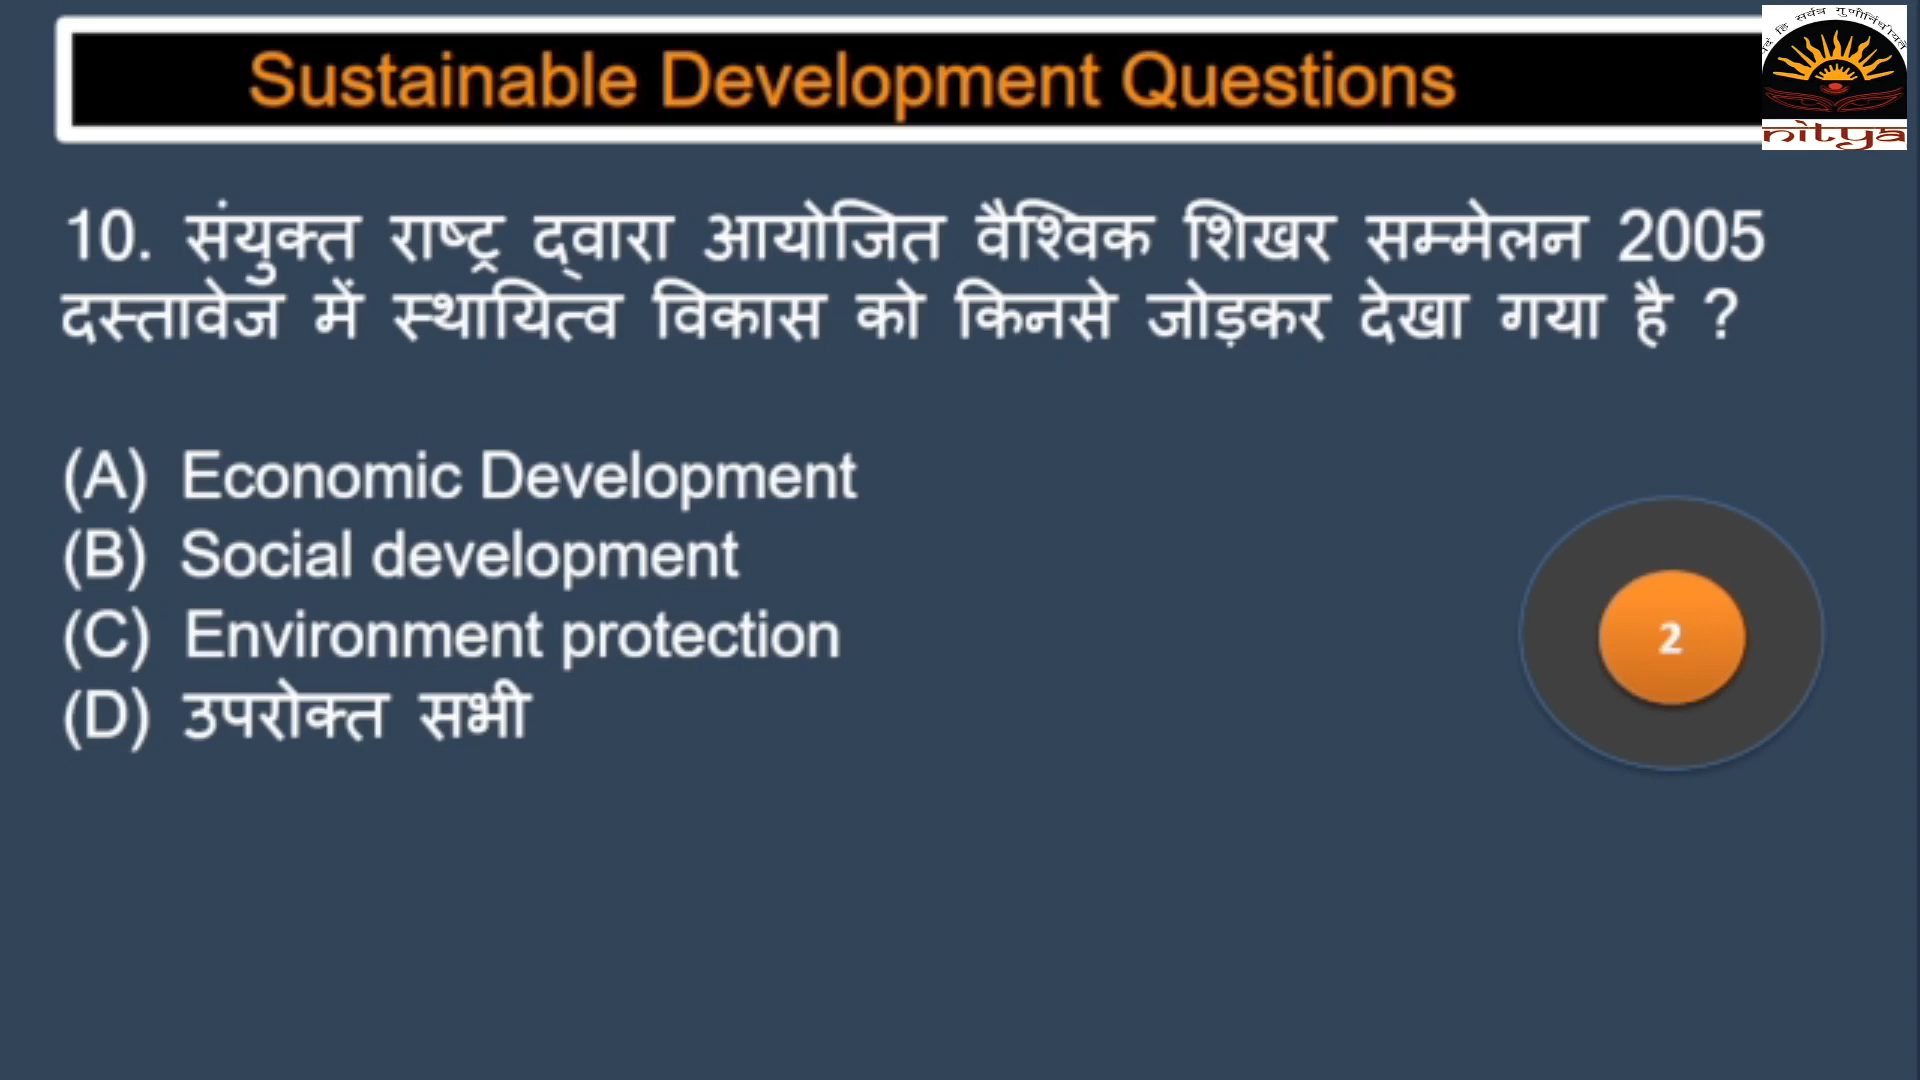 Sustainable Development Questions
nitya
10. संयुक्त राष्ट्र द्वारा आयोजित वैश्विक शिखर सम्मेलन 2005
दस्तावेज में स्थायित्व विकास को किनसे जोड़कर देखा गया है ?
(A) Economic Development
(B) Social development
(C) Environment protection
(D) उपरोक्त सभी
2